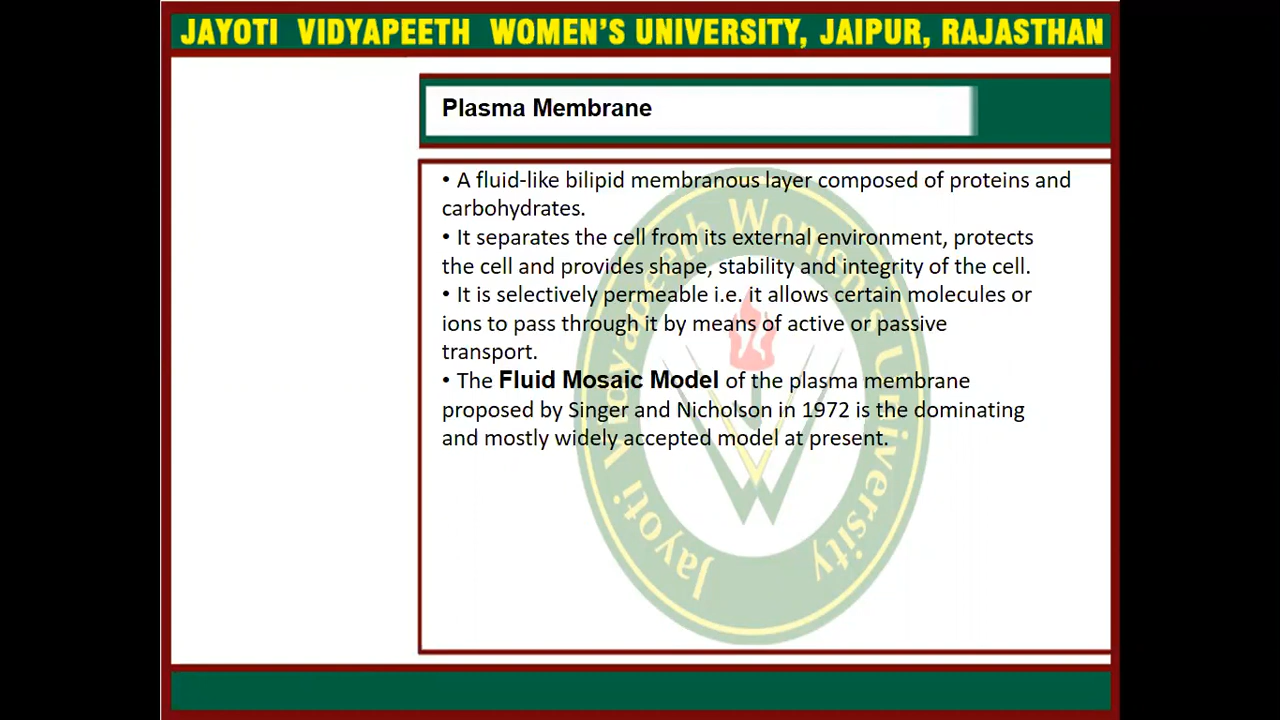 JAYOTI VIDYAPEETH WOMEN'S UNIVERSITY, JAIPUR, RAJASTHAN
Plasma Membrane
• A fluid-like bilipid membranous layer composed of proteins and
carbohydrates.
• It separates the cell from its external environment, protects
the cell and provides shape, stability and integrity of the cell.
• It is selectively permeable i.e. it allows certain molecules or
ions to pass through it by means of active or passive
transport.
• The Fluid Mosaic Model of the plasma membrane
proposed by Singer and Nicholson in 1972 is the dominating
and mostly widely accepted model at present.
Jayoti Vidyapeeth Women's University